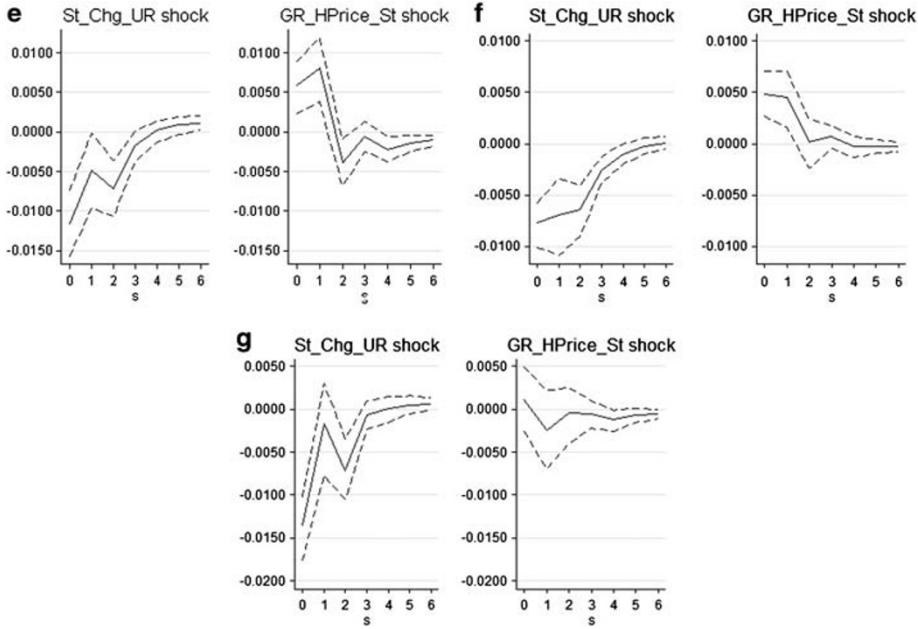 e St_Chg_UR shock GR_HPrice_St shock f St_Chg_UR shock GR_HPrice_St shock
0.0100 0.0100 0.0100 0.0100
0.0050 0.0050 0.0050 0.0050
0.0000 0.0000 0.0000 0.0000
-0.0050 -0.0050 -0.0050 -0.0050
-0.0100 -0.0100 -0.0100 -0.0100
-0.0150 -0.0150
0 1 2 3 4 5 6 0 1 2 3 4 5 6 0 1 2 3 4 5 6 0 1 2 3 4 5 6
s s s s
g St_Chg_UR shock GR_HPrice_St shock
0.0050 0.0050
0.0000 0.0000
-0.0050 -0.0050
-0.0100 -0.0100
-0.0150 -0.0150
-0.0200 -0.0200
0 1 2 3 4 5 6 0 1 2 3 4 5 6
s s